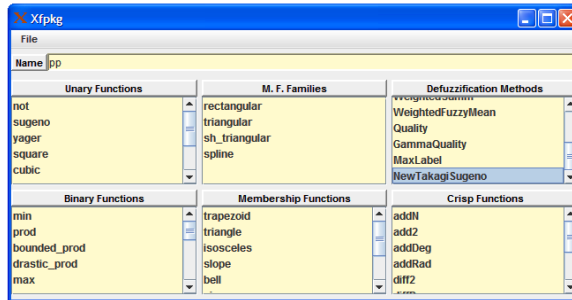 Xfpkg
File
Name pp
Unary Functions
not
sugeno
yager
square
cubic
M. F. Families
rectangular
triangular
sh_triangular
spline
Defuzzification Methods
WeightedFuzzyMean
Quality
GammaQuality
MaxLabel
NewTakagiSugeno
Binary Functions
min
prod
bounded_prod
drastic_prod
max
Membership Functions
trapezoid
triangle
isosceles
slope
bell
Crisp Functions
addN
add2
addDeg
addRad
diff2